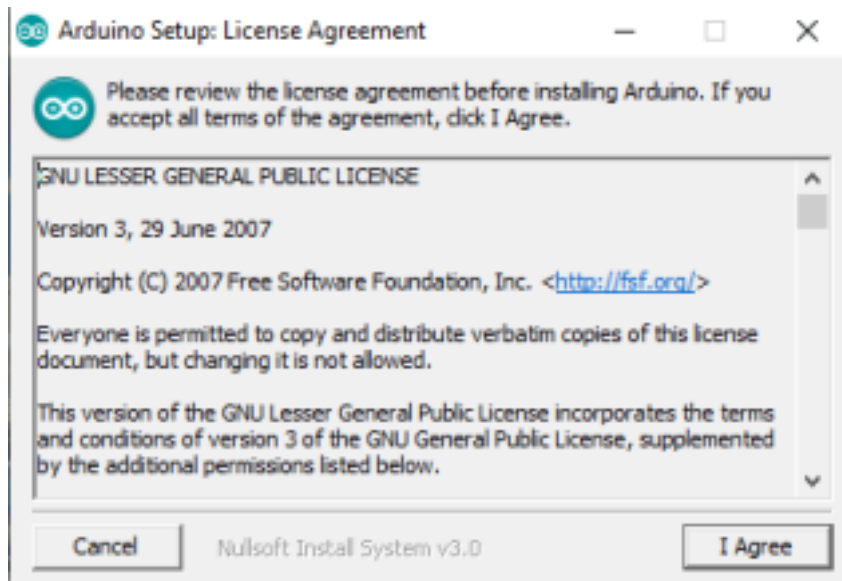 Arduino Setup: License Agreement
Please review the license agreement before installing Arduino. If you
accept all terms of the agreement, click I Agree.
GNU LESSER GENERAL PUBLIC LICENSE
Version 3, 29 June 2007
Copyright (C) 2007 Free Software Foundation, Inc. <http://fsf.org/>
Everyone is permitted to copy and distribute verbatim copies of this license
document, but changing it is not allowed.
This version of the GNU Lesser General Public License incorporates the terms
and conditions of version 3 of the GNU General Public License, supplemented
by the additional permissions listed below.
Cancel
Nullsoft Install System v3.0
I Agree